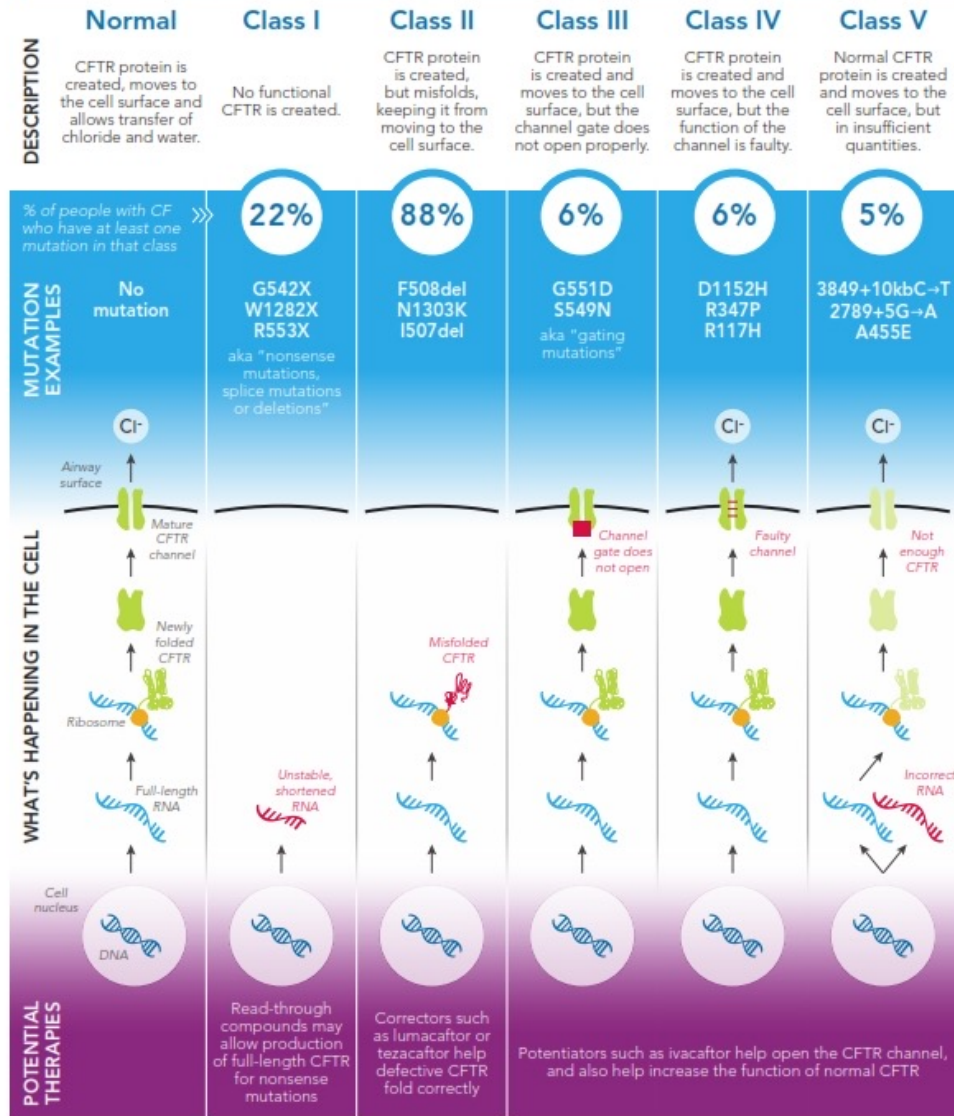 Normal
Class I
Class II
Class III
Class IV
Class V
DESCRIPTION
CFTR protein is
created, moves to
the cell surface and
allows transfer of
chloride and water.
No functional
CFTR is created.
CFTR protein
is created,
but misfolds,
keeping it from
moving to the
cell surface.
CFTR protein is
created and
moves to the cell
surface, but the
channel gate does
not open properly.
CFTR protein is
created and
moves to the cell
surface, but the
function of the
channel is faulty.
Normal CFTR
protein is created
and moves to the
cell surface, but
in insufficient
quantities.
% of people with CF
who have at least one
mutation in that class
22%
88%
6%
6%
5%
MUTATION
EXAMPLES
No
mutation
G542X
W1282X
R553X
aka “nonsense
mutations,
splice mutations
or deletions”
F508del
N1303K
I507del
G551D
S549N
aka “gating
mutations”
D1152H
R347P
R117H
3849+10kbC→T
2789+5G→A
A455E
WHAT'S HAPPENING IN THE CELL
Cl-
Airway
surface
Mature
CFTR
channel
Newly
folded
CFTR
Ribosome
Full-length
RNA
Cell
nucleus
DNA
Unstable,
shortened
RNA
Misfolded
CFTR
Channel
gate does
not open
Cl-
Faulty
channel
Cl-
Not
enough
CFTR
Incorrect
RNA
POTENTIAL
THERAPIES
Read-through
compounds may
allow production
of full-length CFTR
for nonsense
mutations
Correctors such
as lumacaftor or
tezacaftor help
defective CFTR
fold correctly
Potentiators such as ivacaftor help open the CFTR channel,
and also help increase the function of normal CFTR